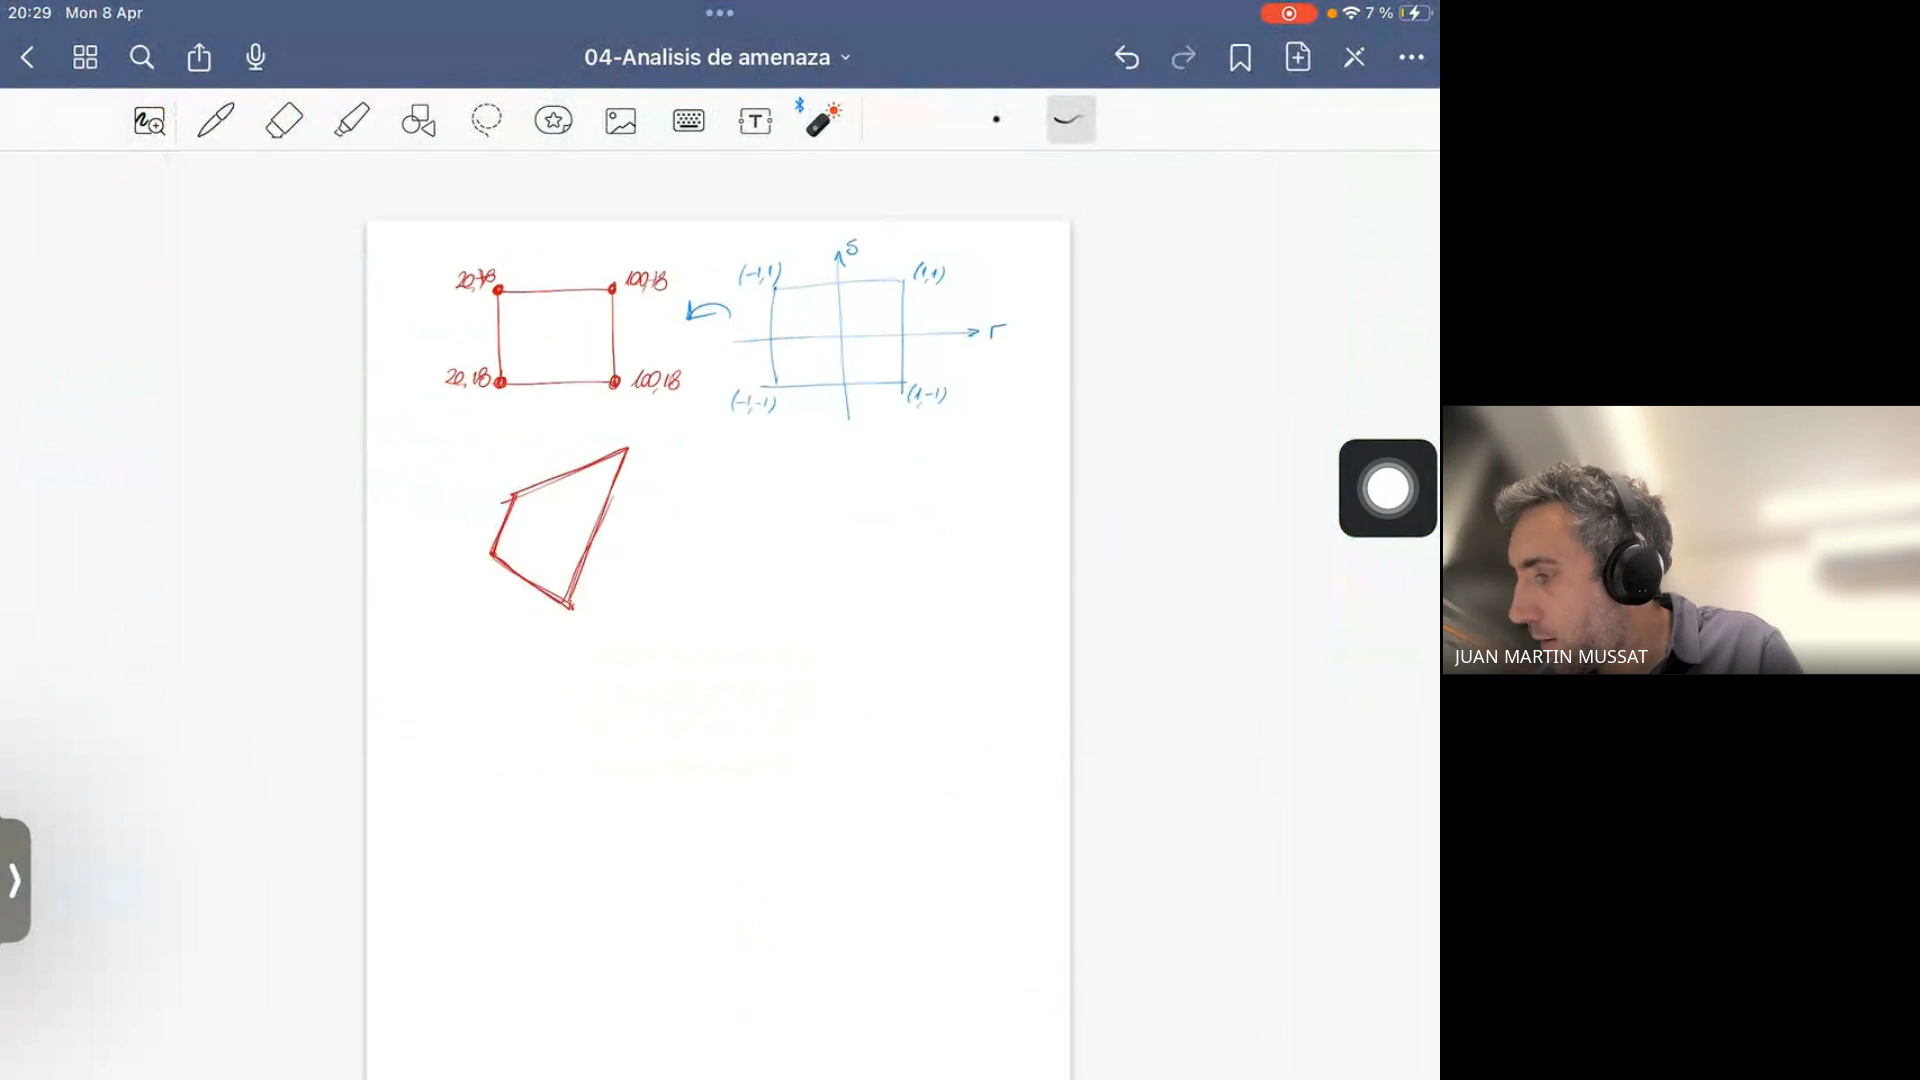 20:29 Mon 8 Apr
7 %
04-Analisis de amenaza
T
S
(-1,1) (1,1)
20,78 100,18
r
20,18 100,18
(-1,-1) (1,-1)
JUAN MARTIN MUSSAT